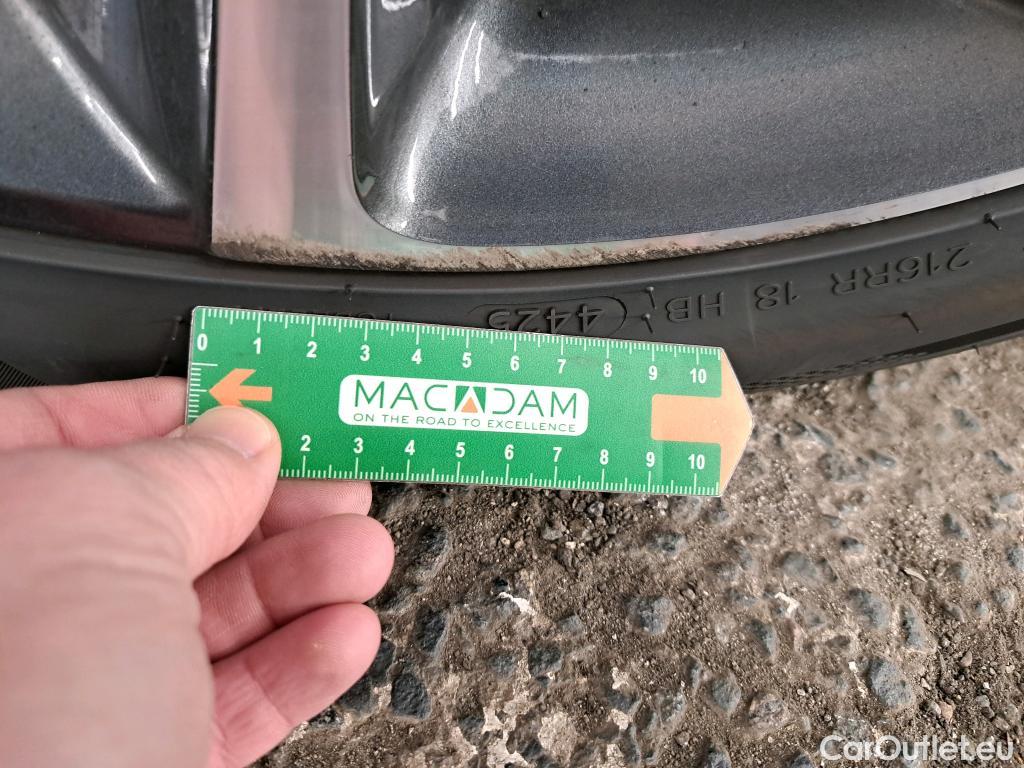 216RR 18 HB 4425
0 1 2 3 4 5 6 7 8 9 10
MACADAM
ON THE ROAD TO EXCELLENCE
2 3 4 5 6 7 8 9 10
CarOutlet.eu